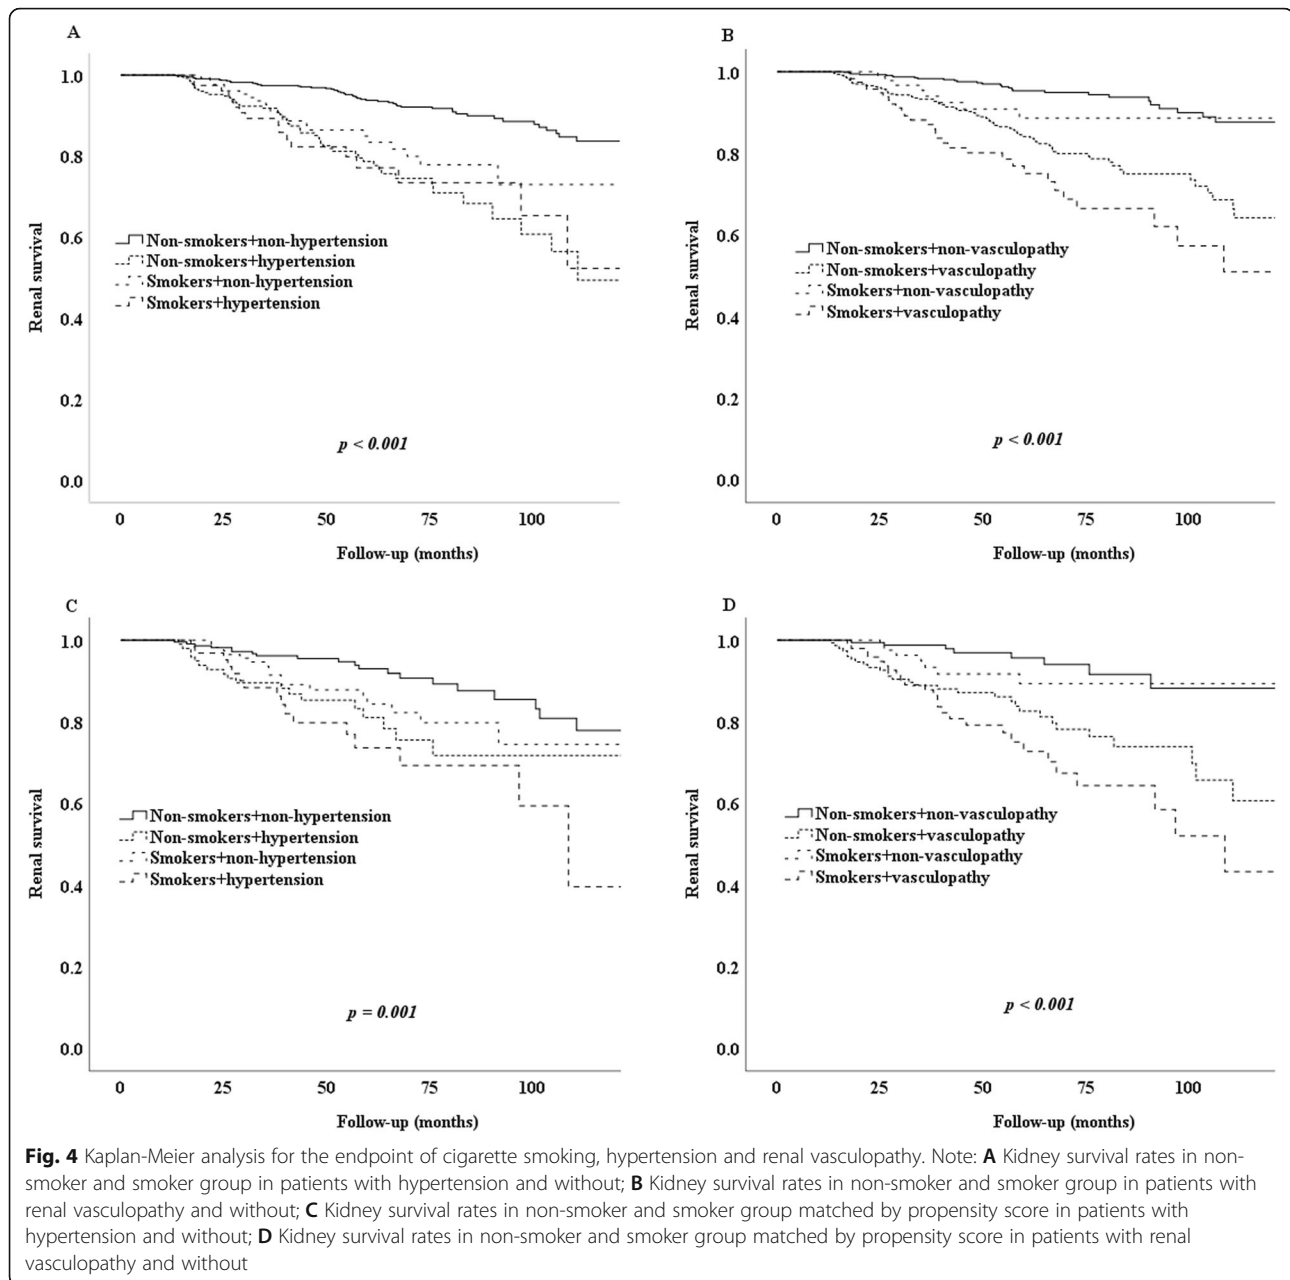 A
1.0
0.8
0.6
0.4
0.2
0.0
Renal survival
Non-smokers+non-hypertension
Non-smokers+hypertension
Smokers+non-hypertension
Smokers+hypertension
p < 0.001
0 25 50 75 100
Follow-up (months)
B
1.0
0.8
0.6
0.4
0.2
0.0
Renal survival
Non-smokers+non-vasculopathy
Non-smokers+vasculopathy
Smokers+non-vasculopathy
Smokers+vasculopathy
p < 0.001
0 25 50 75 100
Follow-up (months)
C
1.0
0.8
0.6
0.4
0.2
0.0
Renal survival
Non-smokers+non-hypertension
Non-smokers+hypertension
Smokers+non-hypertension
Smokers+hypertension
p = 0.001
0 25 50 75 100
Follow-up (months)
D
1.0
0.8
0.6
0.4
0.2
0.0
Renal survival
Non-smokers+non-vasculopathy
Non-smokers+vasculopathy
Smokers+non-vasculopathy
Smokers+vasculopathy
p < 0.001
0 25 50 75 100
Follow-up (months)
Fig. 4 Kaplan-Meier analysis for the endpoint of cigarette smoking, hypertension and renal vasculopathy. Note: A Kidney survival rates in non-
smoker and smoker group in patients with hypertension and without; B Kidney survival rates in non-smoker and smoker group in patients with
renal vasculopathy and without; C Kidney survival rates in non-smoker and smoker group matched by propensity score in patients with
hypertension and without; D Kidney survival rates in non-smoker and smoker group matched by propensity score in patients with renal
vasculopathy and without